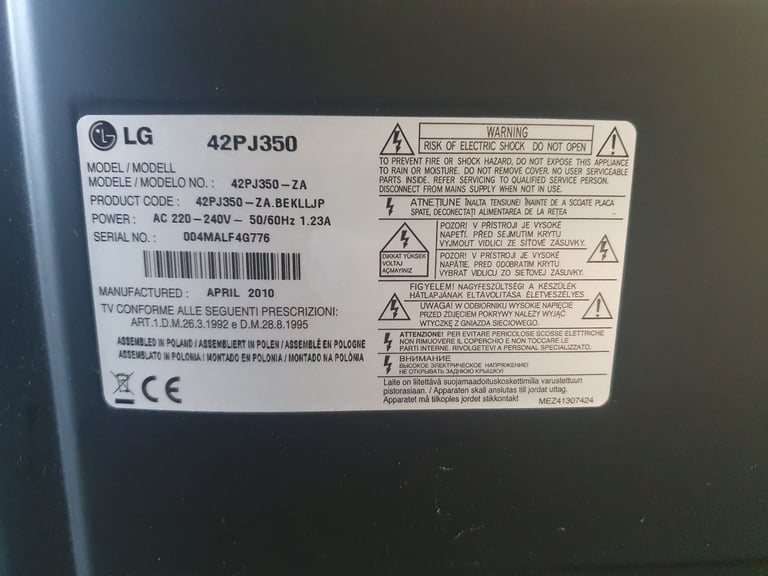 LG
42PJ350
MODEL / MODELL
MODELE / MODELO NO. : 42PJ350-ZA
PRODUCT CODE : 42PJ350-ZA.BEKLLJP
POWER : AC 220-240V~ 50/60Hz 1.23A
SERIAL NO. : 004MALF4G776
MANUFACTURED : APRIL 2010
TV CONFORME ALLE SEGUENTI PRESCRIZIONI:
ART.1.D.M.26.3.1992 e D.M.28.8.1995
ASSEMBLED IN POLAND / ASSEMBLIERT IN POLEN / ASSEMBLÉ EN POLOGNE
ASSEMBLATO IN POLONIA / MONTADO EN POLONIA / MONTADO NA POLÓNIA
CE
WARNING
RISK OF ELECTRIC SHOCK DO NOT OPEN
TO PREVENT FIRE OR SHOCK HAZARD, DO NOT EXPOSE THIS APPLIANCE
TO RAIN OR MOISTURE. DO NOT REMOVE COVER. NO USER SERVICEABLE
PARTS INSIDE. REFER SERVICING TO QUALIFIED SERVICE PERSON.
DISCONNECT FROM MAINS SUPPLY WHEN NOT IN USE.
ATNEŢIUNE ÎNALTA TENSIUNE! ÎNAINTE DE A SCOATE PLACA
SPATE, DECONECTAŢI ALIMENTAREA DE LA REŢEA
DIKKAT YÜKSEK
VOLTAJ
AÇMAYINIZ
POZOR! V PŘÍSTROJI JE VYSOKÉ
NAPĚTÍ. PŘED SEJMUTIM KRYTU
VYJMOUT VIDLICI ZE SÍŤOVÉ ZÁSUVKY.
POZOR! V PRÍSTROJI JE VYSOKÉ
NAPÄTIE, PRED ODOBRATIM KRYTU
VYBRAŤ VIDLICU ZO SIEŤOVEJ ZÁSUVKY.
FIGYELEM! NAGYFESZÜLTSÉG! A KÉSZÜLÉK
HÁTLAPJÁNAK ELTÁVOLÍTÁSA ÉLETVESZÉLYES
UWAGA! W ODBIORNIKU WYSOKIE NAPIĘCIE
PRZED ZDJĘCIEM POKRYWY NALEŻY WYJĄĆ
WTYCZKĘ Z GNIAZDA SIECIOWEGO.
ATTENZIONE! PER EVITARE PERICOLOSE SCOSSE ELETTRICHE
NON RIMUOVERE IL COPERCHIO E NON TOCCARE LE
PARTI INTERNE. RIVOLGETEVI A PERSONAL SPECIALIZZATO.
ВНИМАНИЕ
ВЫСОКОЕ ЭЛЕКТРИЧЕСКОЕ НАПРЯЖЕНИЕ!
НЕ ОТКРЫВАТЬ ЗАДНЮЮ КРЫШКУ!
Laite on liitettävä suojamaadoituskoskettimilla varustettuun
pistorasiaan. / Apparaten skall anslutas till jordat uttag.
Apparatet må tilkoples jordet stikkontakt
MEZ41307424